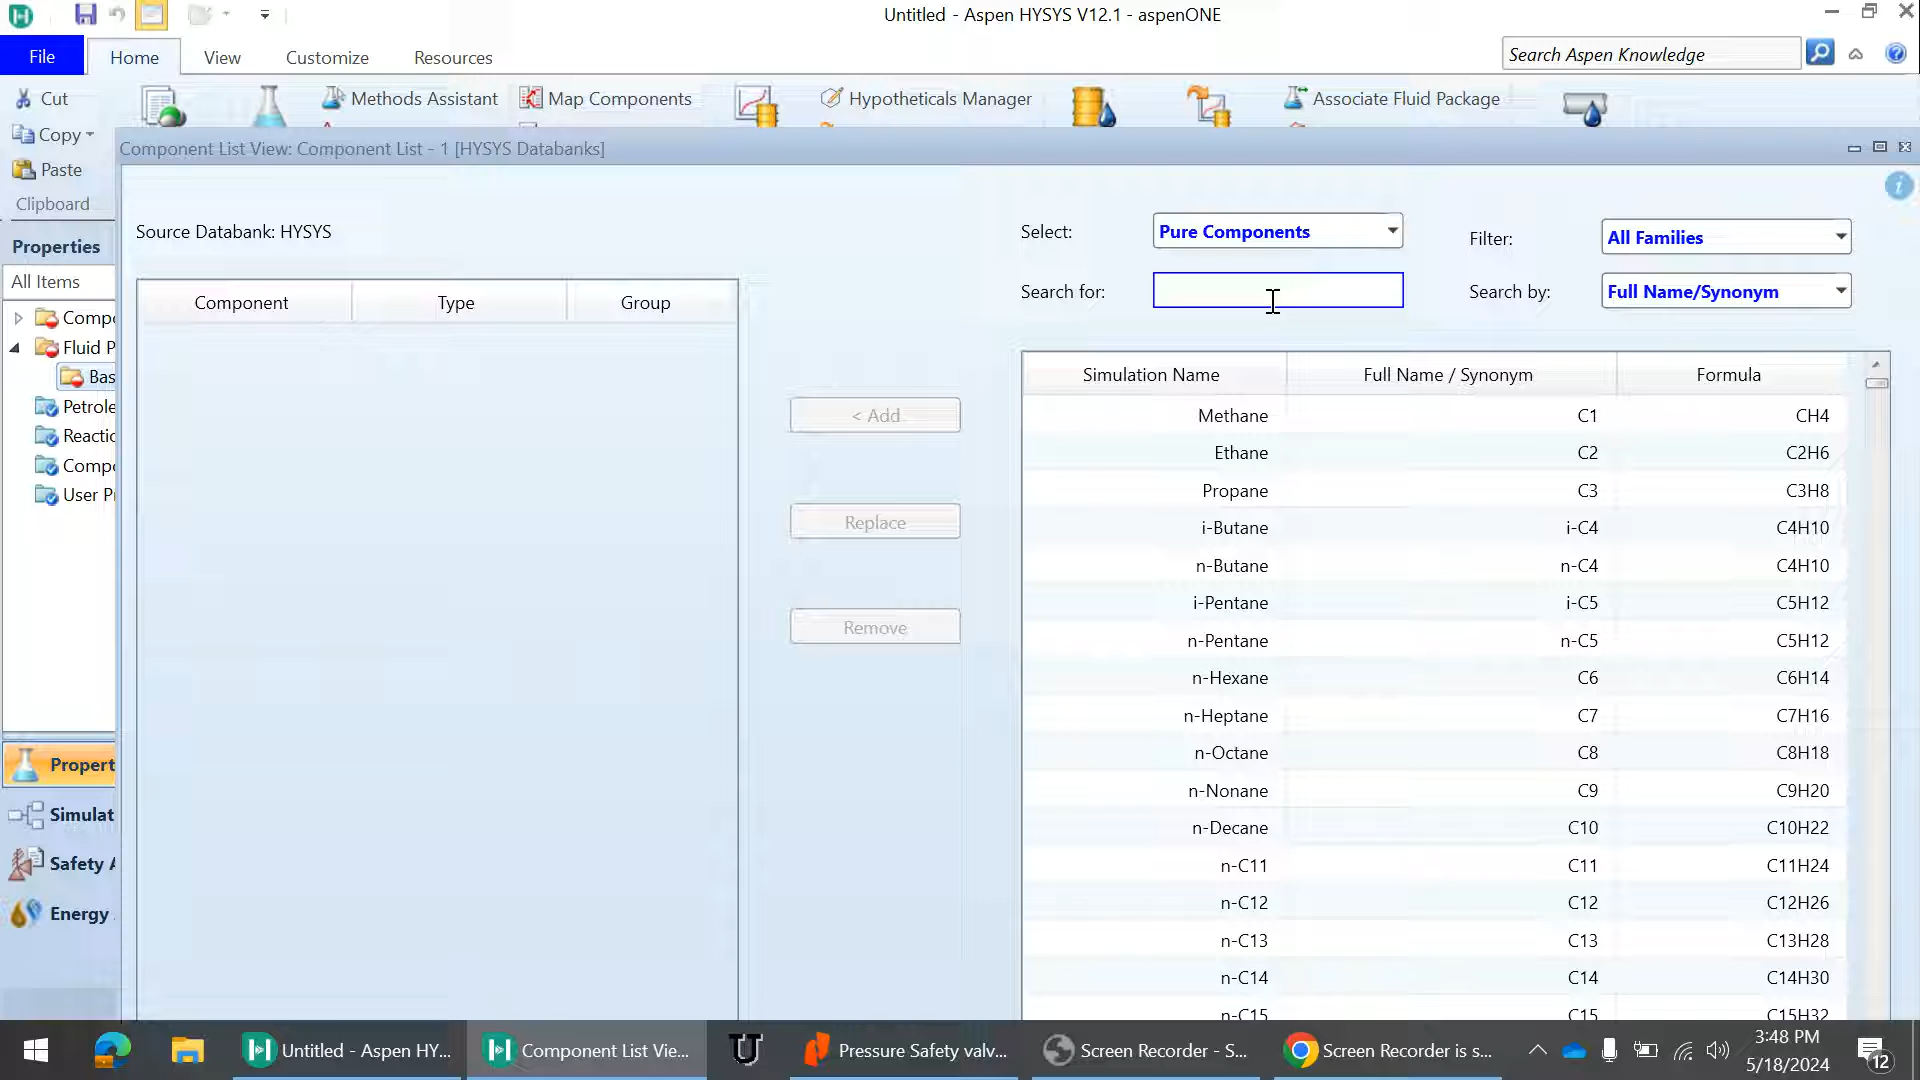 Untitled - Aspen HYSYS V12.1 - aspenONE
File
Home
View
Customize
Resources
Search Aspen Knowledge
Cut
Copy
Paste
Clipboard
Methods Assistant
Map Components
Hypotheticals Manager
Associate Fluid Package
Component List View: Component List - 1 [HYSYS Databanks]
Properties
All Items
Compo
Fluid P
Bas
Petrole
Reactio
Compo
User Pr
Propert
Simulat
Safety A
Energy
Source Databank: HYSYS
Select:
Pure Components
Filter:
All Families
Search for:
Search by:
Full Name/Synonym
Component Type Group
< Add
Replace
Remove
Simulation Name Full Name / Synonym Formula
Methane C1 CH4
Ethane C2 C2H6
Propane C3 C3H8
i-Butane i-C4 C4H10
n-Butane n-C4 C4H10
i-Pentane i-C5 C5H12
n-Pentane n-C5 C5H12
n-Hexane C6 C6H14
n-Heptane C7 C7H16
n-Octane C8 C8H18
n-Nonane C9 C9H20
n-Decane C10 C10H22
n-C11 C11 C11H24
n-C12 C12 C12H26
n-C13 C13 C13H28
n-C14 C14 C14H30
n-C15 C15 C15H32
Untitled - Aspen HY...
Component List Vie...
Pressure Safety valv...
Screen Recorder - S...
Screen Recorder is s...
3:48 PM
5/18/2024
12